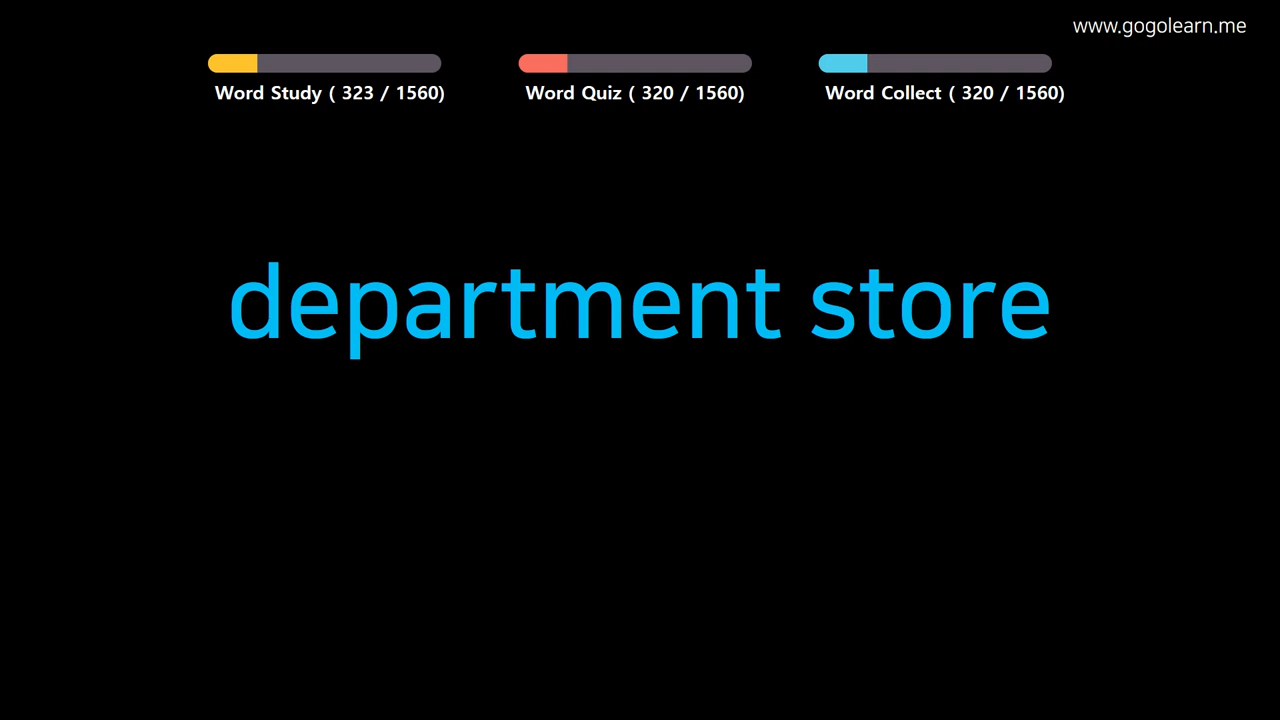 www.gogolearn.me
Word Study ( 323 / 1560)
Word Quiz ( 320 / 1560)
Word Collect ( 320 / 1560)
department store